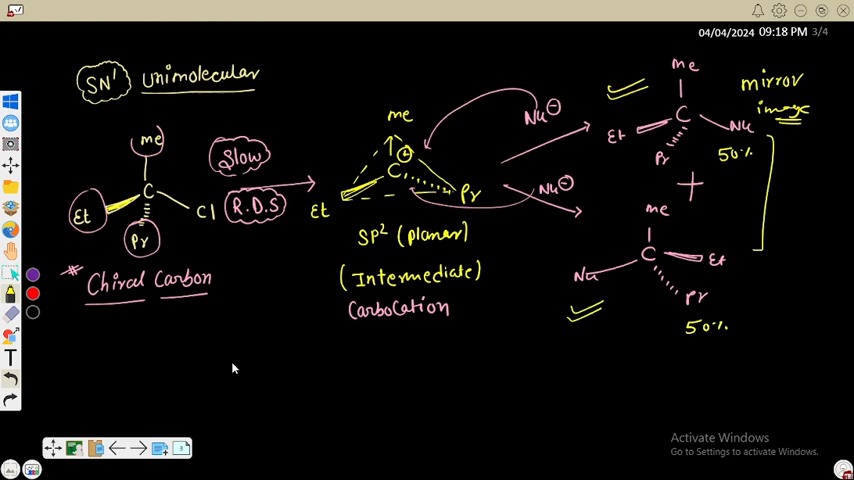 04/04/2024 09:18 PM 3/4
SN¹ unimolecular
Me
Et
C
Cl
Pr
* Chiral Carbon
Slow
R.D.S
Me
C
+
Et
Pr
SP² (planar)
(Intermediate)
Carbocation
Nu⊖
Nu⊖
Me
Et
C
Nu
Pr
50%
+
Me
C
Et
Nu
Pr
50%
mirror
image
T
3
Activate Windows
Go to Settings to activate Windows.